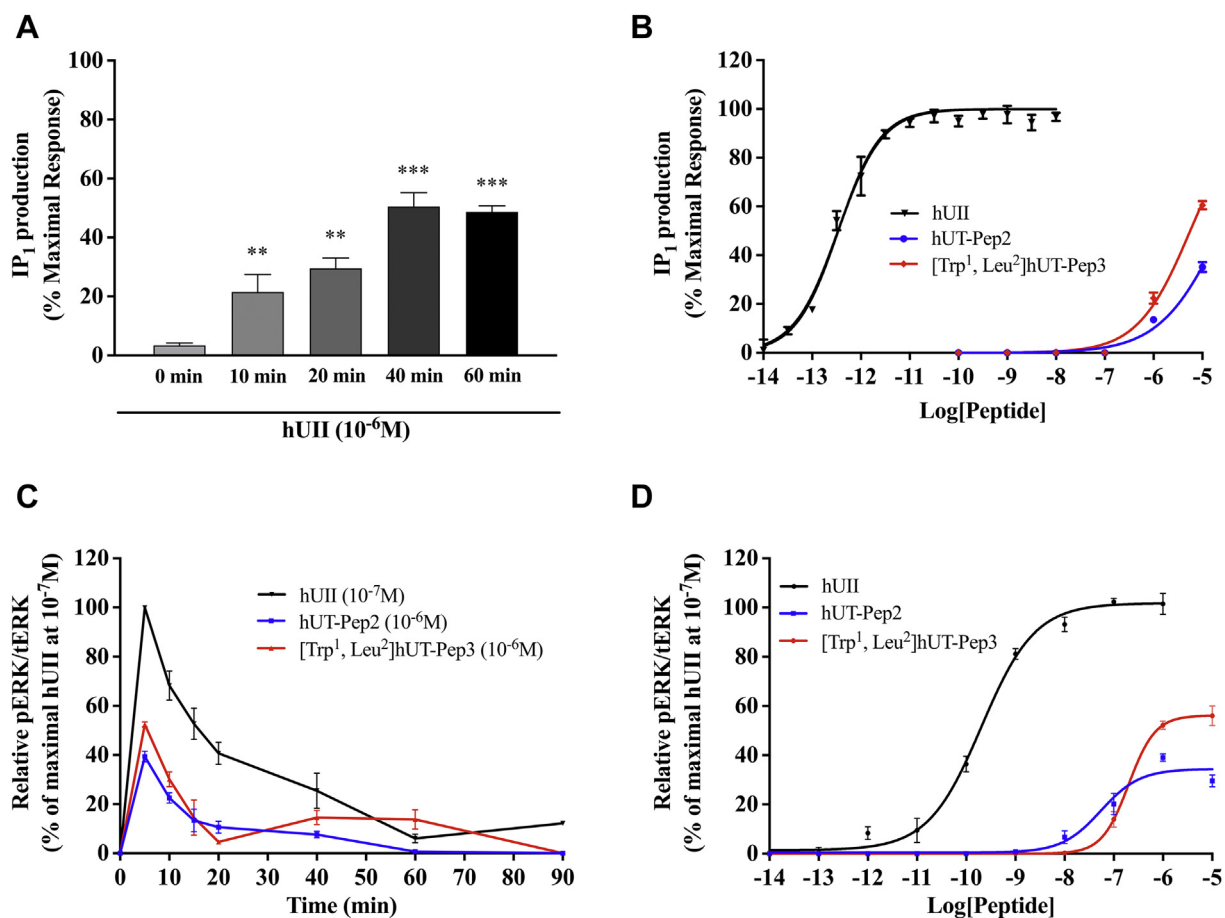 A
IP₁ production
(% Maximal Response)
100
80
60
40
20
0
**
**
***
***
0 min
10 min
20 min
40 min
60 min
hUII (10⁻⁶M)
B
IP₁ production
(% Maximal Response)
120
100
80
60
40
20
0
hUII
hUT-Pep2
[Trp¹, Leu²]hUT-Pep3
-14 -13 -12 -11 -10 -9 -8 -7 -6 -5
Log[Peptide]
C
Relative pERK/tERK
(% of maximal hUII at 10⁻⁷M)
120
100
80
60
40
20
0
hUII (10⁻⁷M)
hUT-Pep2 (10⁻⁶M)
[Trp¹, Leu²]hUT-Pep3 (10⁻⁶M)
0 10 20 30 40 50 60 70 80 90
Time (min)
D
Relative pERK/tERK
(% of maximal hUII at 10⁻⁷M)
120
100
80
60
40
20
0
hUII
hUT-Pep2
[Trp¹, Leu²]hUT-Pep3
-14 -13 -12 -11 -10 -9 -8 -7 -6 -5
Log[Peptide]